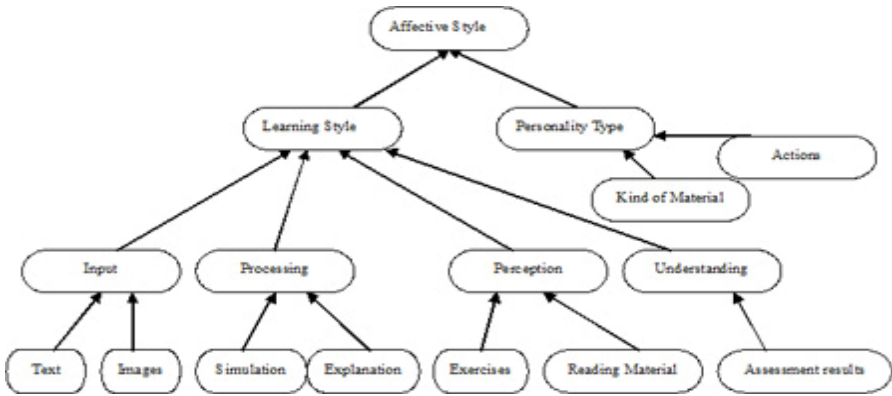 Affective Style
Learning Style
Personality Type
Actions
Kind of Material
Input
Processing
Perception
Understanding
Text
Images
Simulation
Explanation
Exercises
Reading Material
Assessment results